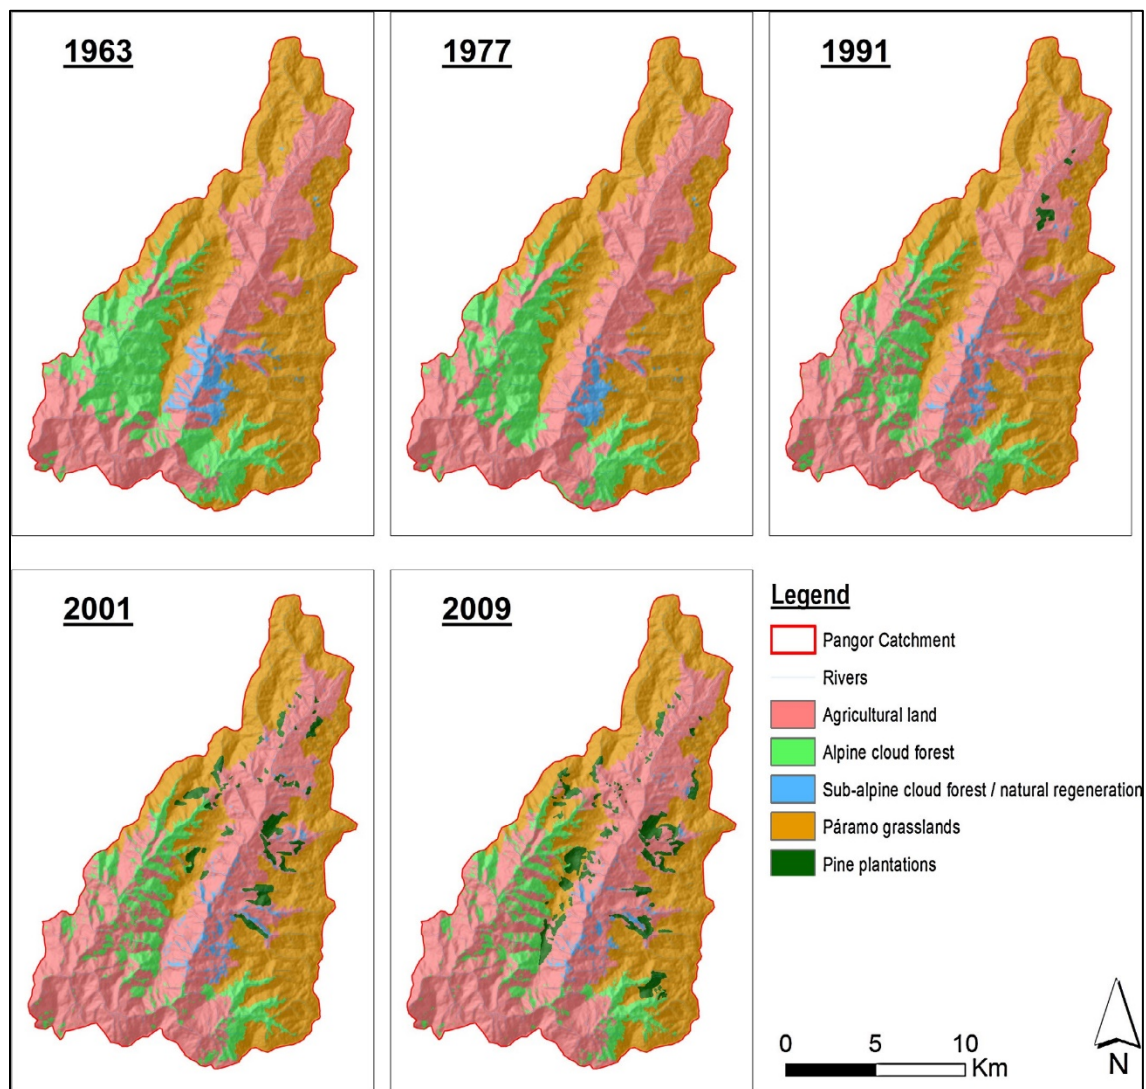 1963
1977
1991
2001
2009
Legend
Pangor Catchment
Rivers
Agricultural land
Alpine cloud forest
Sub-alpine cloud forest / natural regeneration
Páramo grasslands
Pine plantations
0 5 10
Km
N